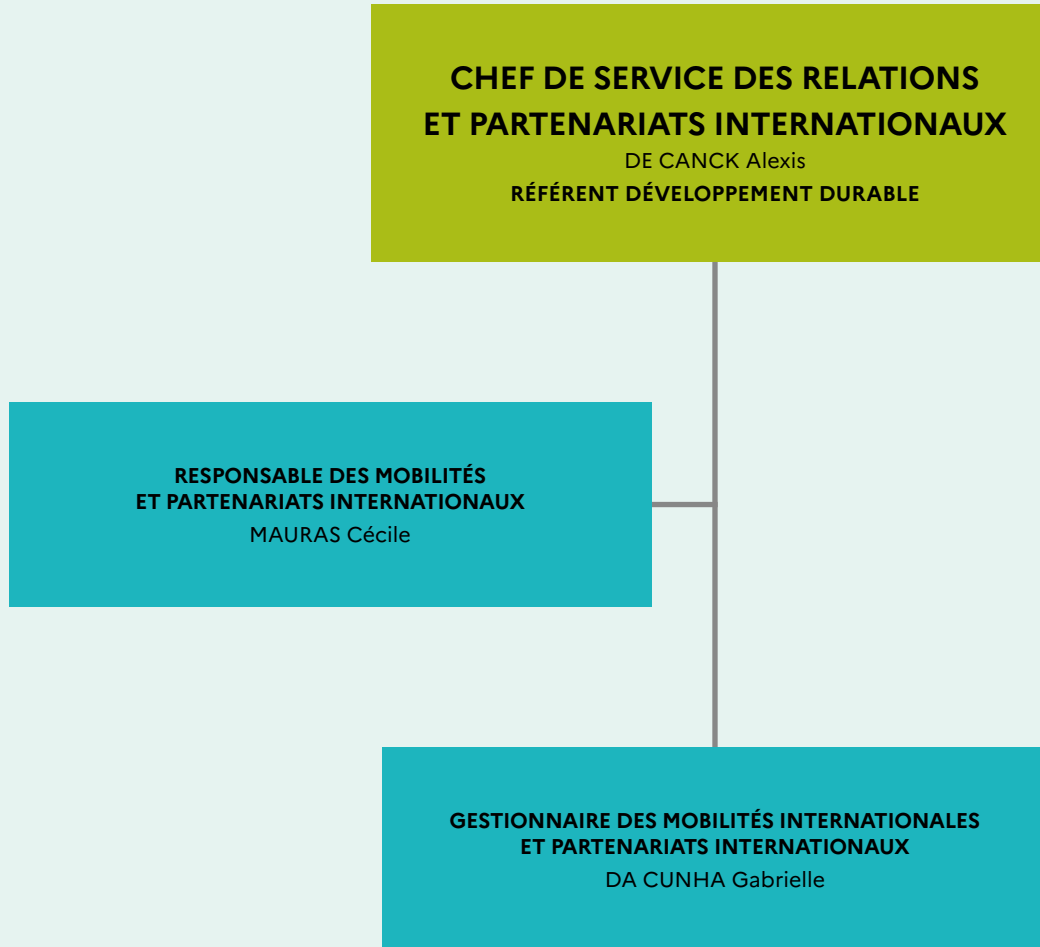 CHEF DE SERVICE DES RELATIONS
ET PARTENARIATS INTERNATIONAUX
DE CANCK Alexis
RÉFÉRENT DÉVELOPPEMENT DURABLE
RESPONSABLE DES MOBILITÉS
ET PARTENARIATS INTERNATIONAUX
MAURAS Cécile
GESTIONNAIRE DES MOBILITÉS INTERNATIONALES
ET PARTENARIATS INTERNATIONAUX
DA CUNHA Gabrielle